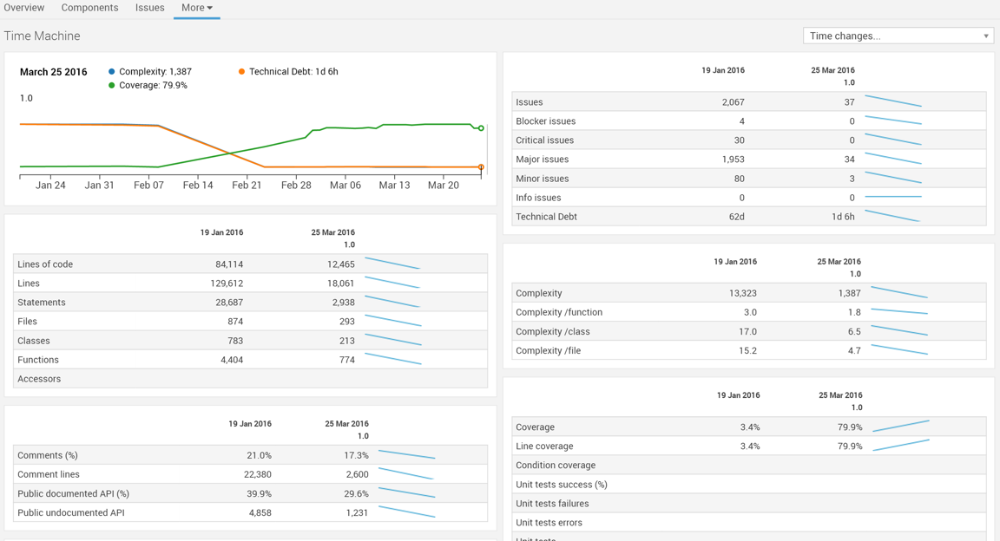 Overview Components Issues More
Time Machine
Time changes...
March 25 2016 Complexity: 1,387 Technical Debt: 1d 6h
Coverage: 79.9%
1.0
Jan 24 Jan 31 Feb 07 Feb 14 Feb 21 Feb 28 Mar 06 Mar 13 Mar 20
19 Jan 2016 25 Mar 2016
1.0
Lines of code 84,114 12,465
Lines 129,612 18,061
Statements 28,687 2,938
Files 874 293
Classes 783 213
Functions 4,404 774
Accessors
19 Jan 2016 25 Mar 2016
1.0
Comments (%) 21.0% 17.3%
Comment lines 22,380 2,600
Public documented API (%) 39.9% 29.6%
Public undocumented API 4,858 1,231
19 Jan 2016 25 Mar 2016
1.0
Issues 2,067 37
Blocker issues 4 0
Critical issues 30 0
Major issues 1,953 34
Minor issues 80 3
Info issues 0 0
Technical Debt 62d 1d 6h
19 Jan 2016 25 Mar 2016
1.0
Complexity 13,323 1,387
Complexity /function 3.0 1.8
Complexity /class 17.0 6.5
Complexity /file 15.2 4.7
19 Jan 2016 25 Mar 2016
1.0
Coverage 3.4% 79.9%
Line coverage 3.4% 79.9%
Condition coverage
Unit tests success (%)
Unit tests failures
Unit tests errors
Unit tests